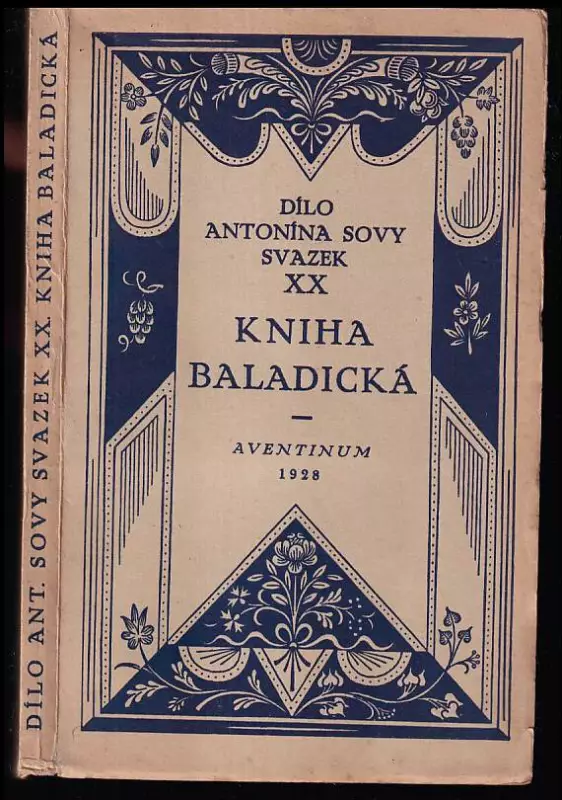 DÍLO ANT. SOVY SVAZEK XX. KNIHA BALADICKÁ
DÍLO
ANTONÍNA SOVY
SVAZEK
XX
KNIHA
BALADICKÁ
AVENTINUM
1928